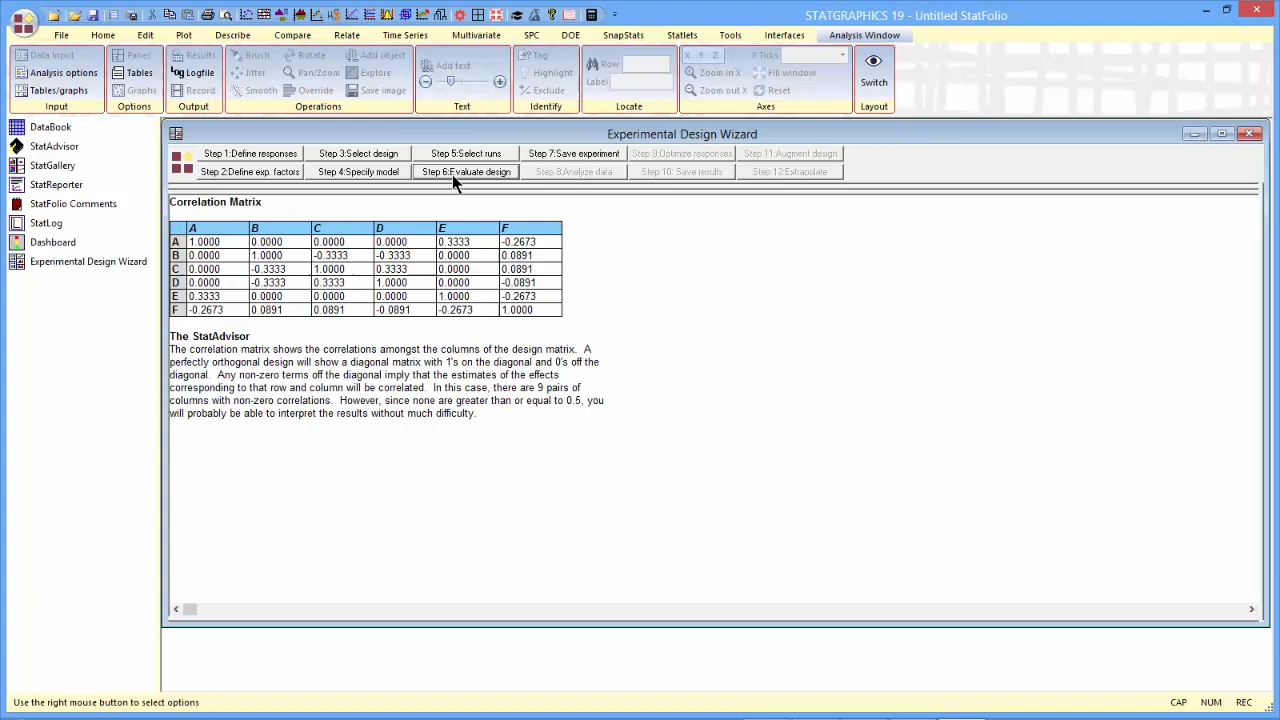 STATGRAPHICS 19 - Untitled StatFolio
File Home Edit Plot Describe Compare Relate Time Series Multivariate SPC DOE SnapStats Statlets Tools Interfaces Analysis Window
Data input Panes Results Brush Rotate Add object Add text Tag Row X Y Z X Ticks
Analysis options Tables Logfile Jitter Pan/Zoom Explore Highlight Label Zoom in X Fill window Switch
Tables/graphs Graphs Record Smooth Override Save image Exclude Zoom out X Reset
Input Options Output Operations Text Identify Locate Axes Layout
DataBook
StatAdvisor
StatGallery
StatReporter
StatFolio Comments
StatLog
Dashboard
Experimental Design Wizard
Experimental Design Wizard
Step 1:Define responses Step 3:Select design Step 5:Select runs Step 7:Save experiment Step 9:Optimize responses Step 11:Augment design
Step 2:Define exp. factors Step 4:Specify model Step 6:Evaluate design Step 8:Analyze data Step 10: Save results Step 12:Extrapolate
Correlation Matrix
A B C D E F
A 1.0000 0.0000 0.0000 0.0000 0.3333 -0.2673
B 0.0000 1.0000 -0.3333 -0.3333 0.0000 0.0891
C 0.0000 -0.3333 1.0000 0.3333 0.0000 0.0891
D 0.0000 -0.3333 0.3333 1.0000 0.0000 -0.0891
E 0.3333 0.0000 0.0000 0.0000 1.0000 -0.2673
F -0.2673 0.0891 0.0891 -0.0891 -0.2673 1.0000
The StatAdvisor
The correlation matrix shows the correlations amongst the columns of the design matrix. A
perfectly orthogonal design will show a diagonal matrix with 1's on the diagonal and 0's off the
diagonal. Any non-zero terms off the diagonal imply that the estimates of the effects
corresponding to that row and column will be correlated. In this case, there are 9 pairs of
columns with non-zero correlations. However, since none are greater than or equal to 0.5, you
will probably be able to interpret the results without much difficulty.
Use the right mouse button to select options
CAP NUM REC